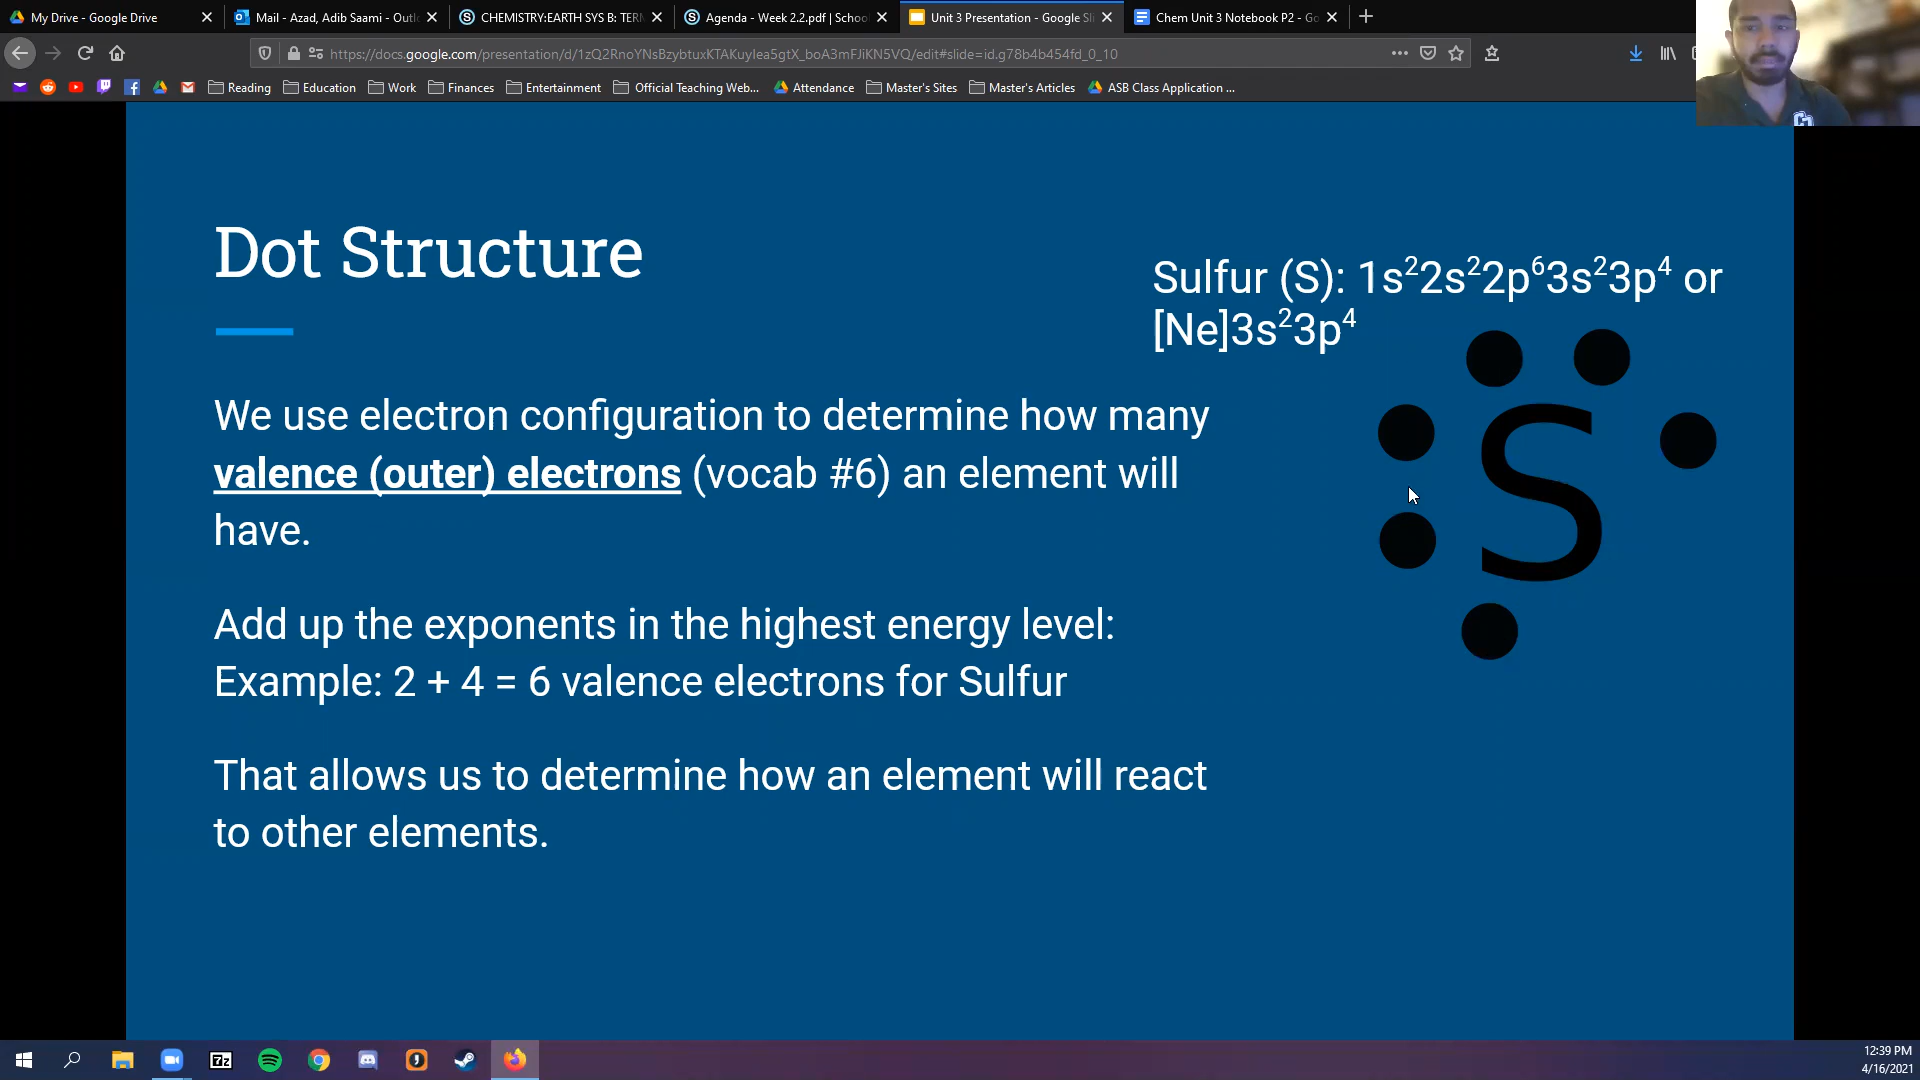 My Drive - Google Drive
Mail - Azad, Adib Saami - Outl
CHEMISTRY:EARTH SYS B: TERM
Agenda - Week 2.2.pdf | School
Unit 3 Presentation - Google Sl
Chem Unit 3 Notebook P2 - Go
https://docs.google.com/presentation/d/1zQ2RnoYNsBzybtuxKTAKuyIea5gtX_boA3mFJiKN5VQ/edit#slide=id.g78b4b454fd_0_10
Reading
Education
Work
Finances
Entertainment
Official Teaching Web...
Attendance
Master's Sites
Master's Articles
ASB Class Application ...
Dot Structure
Sulfur (S): 1s²2s²2p⁶3s²3p⁴ or
[Ne]3s²3p⁴
We use electron configuration to determine how many
valence (outer) electrons (vocab #6) an element will
have.
Add up the exponents in the highest energy level:
Example: 2 + 4 = 6 valence electrons for Sulfur
That allows us to determine how an element will react
to other elements.
S
7z
12:39 PM
4/16/2021